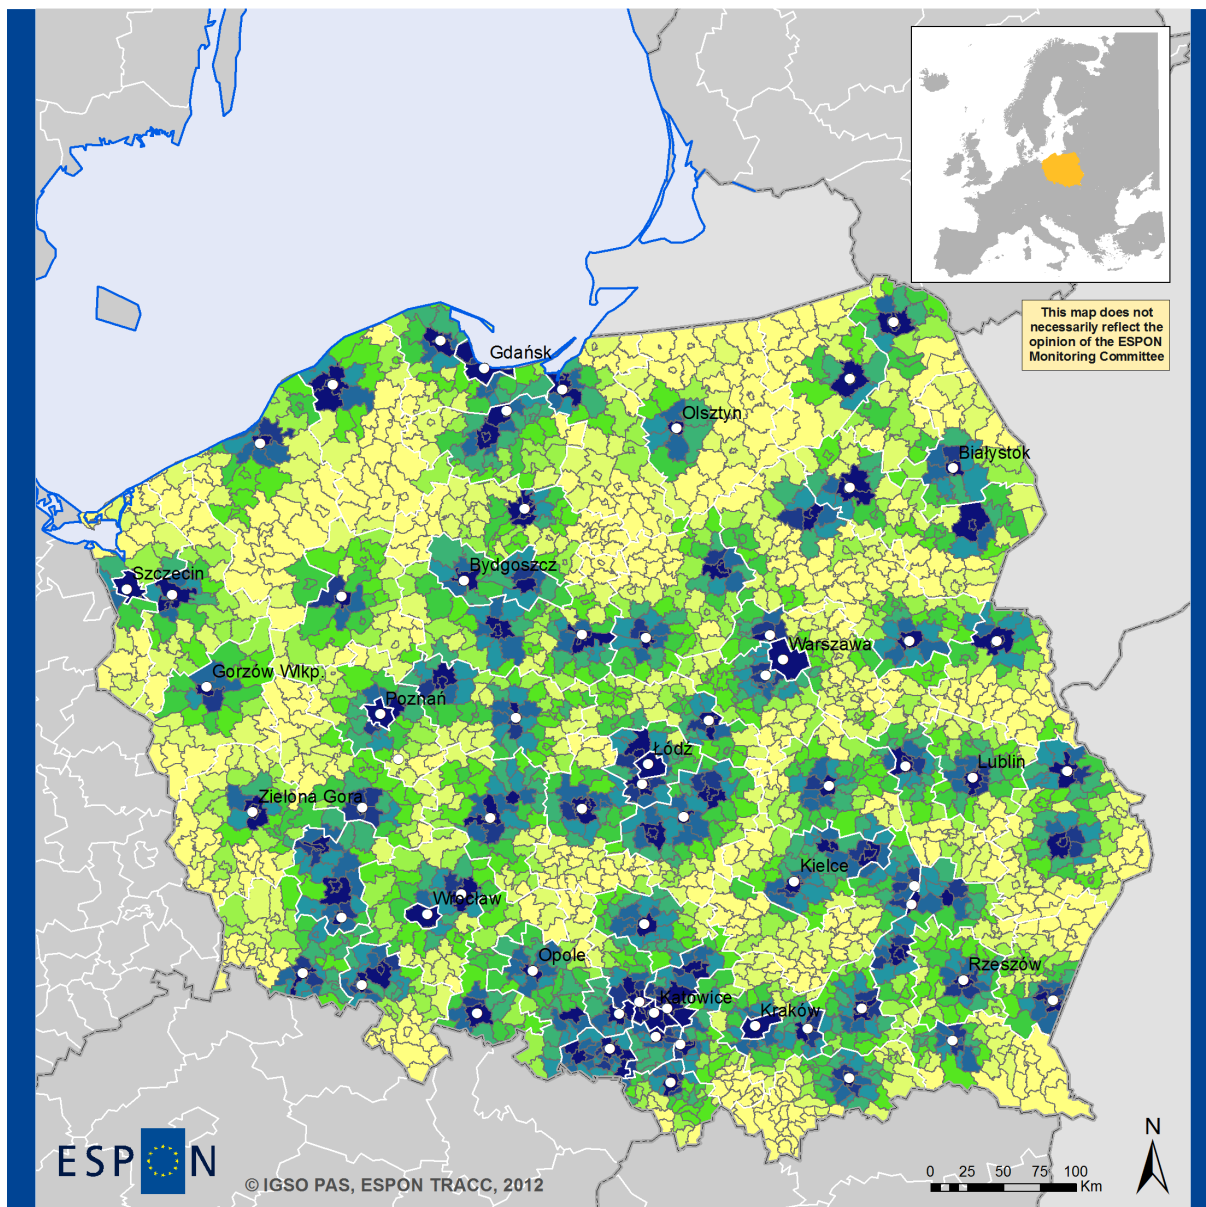 This map does not
necessarily reflect the
opinion of the ESPON
Monitoring Committee
Gdańsk
Olsztyn
Białystok
Szczecin
Bydgoszcz
Warszawa
Gorzów Wlkp.
Poznań
Łódź
Lublin
Zielona Gora
Kielce
Wrocław
Opole
Rzeszów
Katowice
Kraków
N
ESPON
© IGSO PAS, ESPON TRACC, 2012
0 25 50 75 100
Km